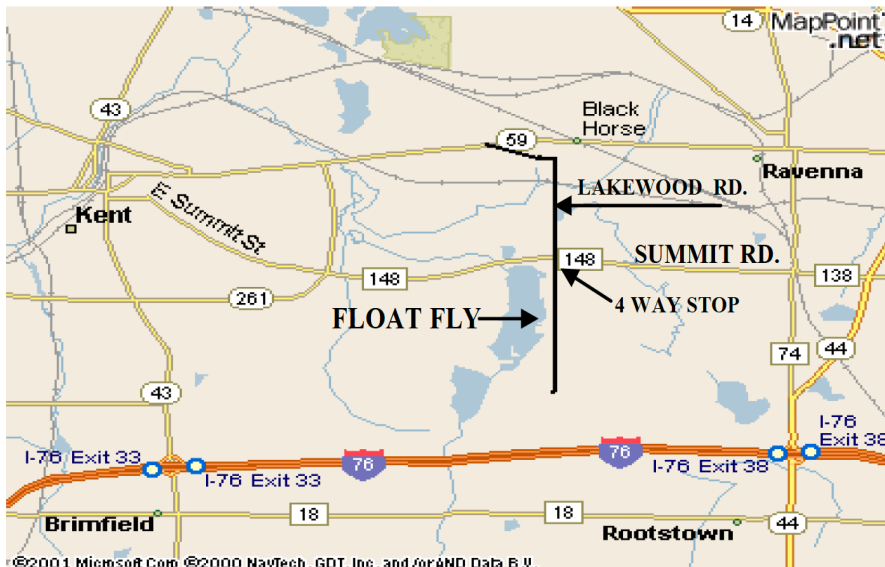 14
MapPoint
.net
43
Black
Horse
59
Ravenna
LAKEWOOD RD.
E Summit St
Kent
SUMMIT RD.
148
148
138
261
4 WAY STOP
FLOAT FLY
74
44
43
I-76
Exit 38
I-76 Exit 33
76
76
I-76 Exit 38
I-76 Exit 33
18
18
Brimfield
Rootstown
44
©2001 Microsoft Corp ©2000 NavTech, GDT, Inc. and/or AND Data B.V.